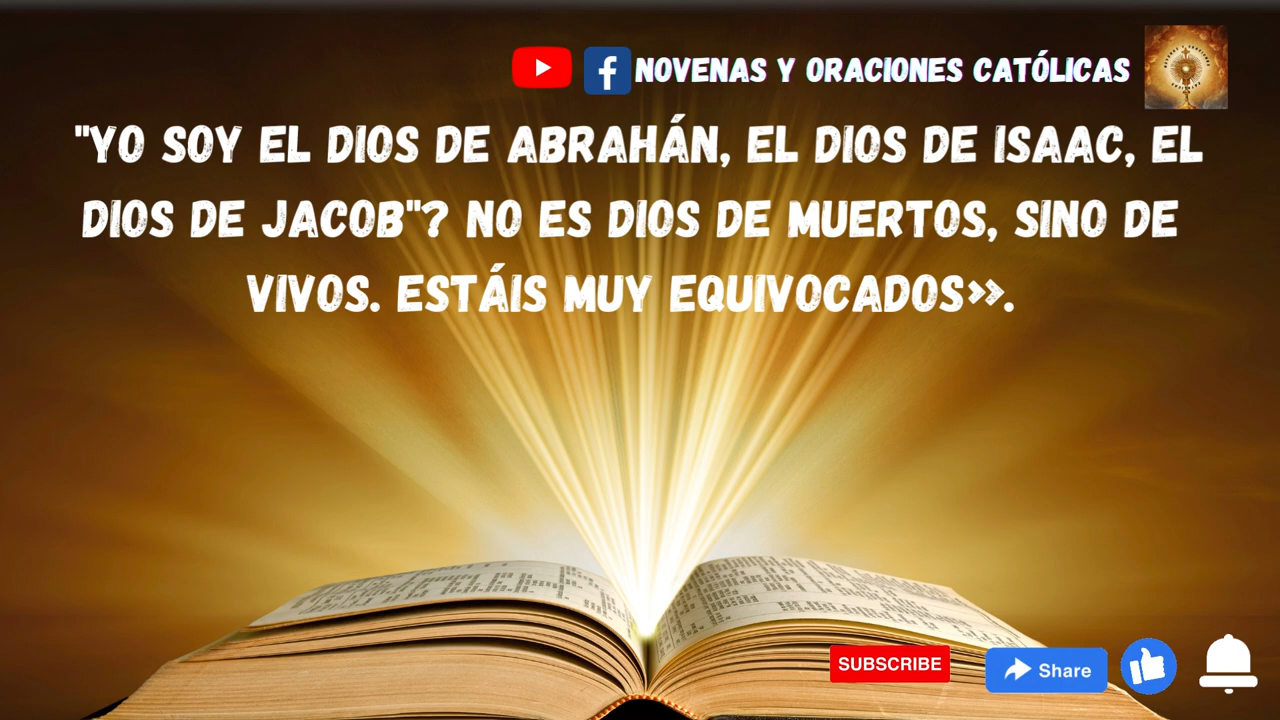 NOVENAS Y ORACIONES CATÓLICAS
"YO SOY EL DIOS DE ABRAHÁN, EL DIOS DE ISAAC, EL
DIOS DE JACOB"? NO ES DIOS DE MUERTOS, SINO DE
VIVOS. ESTÁIS MUY EQUIVOCADOS».
SUBSCRIBE
Share